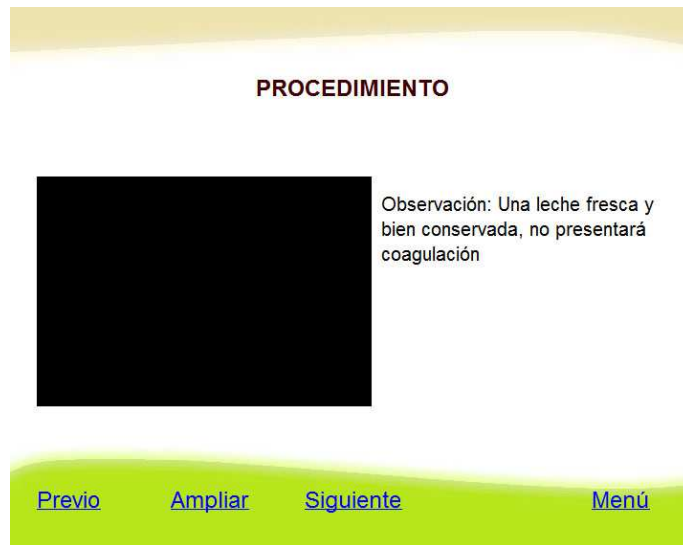 PROCEDIMIENTO
Observación: Una leche fresca y
bien conservada, no presentará
coagulación
Previo Ampliar Siguiente Menú